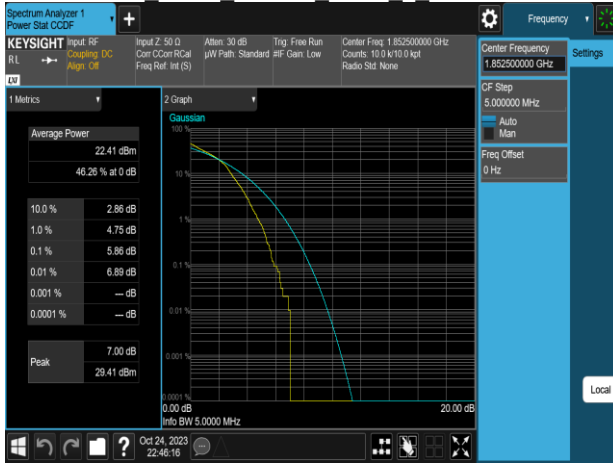 Spectrum Analyzer 1
Power Stat CCDF
Frequency
KEYSIGHT
RL
LXI
Input: RF
Coupling: DC
Align: Off
Input Z: 50 Ω
Corr CCorr RCal
Freq Ref: Int (S)
Atten: 30 dB
µW Path: Standard
Trig: Free Run
#IF Gain: Low
Center Freq: 1.852500000 GHz
Counts: 10.0 k/10.0 kpt
Radio Std: None
Center Frequency
1.852500000 GHz
Settings
CF Step
5.000000 MHz
Auto
Man
Freq Offset
0 Hz
1 Metrics
Average Power
22.41 dBm
46.26 % at 0 dB
10.0 % 2.86 dB
1.0 % 4.75 dB
0.1 % 5.86 dB
0.01 % 6.89 dB
0.001 % --- dB
0.0001 % --- dB
Peak 7.00 dB
29.41 dBm
2 Graph
Gaussian
100 %
10 %
1 %
0.1 %
0.01 %
0.001 %
0.0001 %
0.00 dB 20.00 dB
Info BW 5.0000 MHz
Local
?
Oct 24, 2023
22:46:16